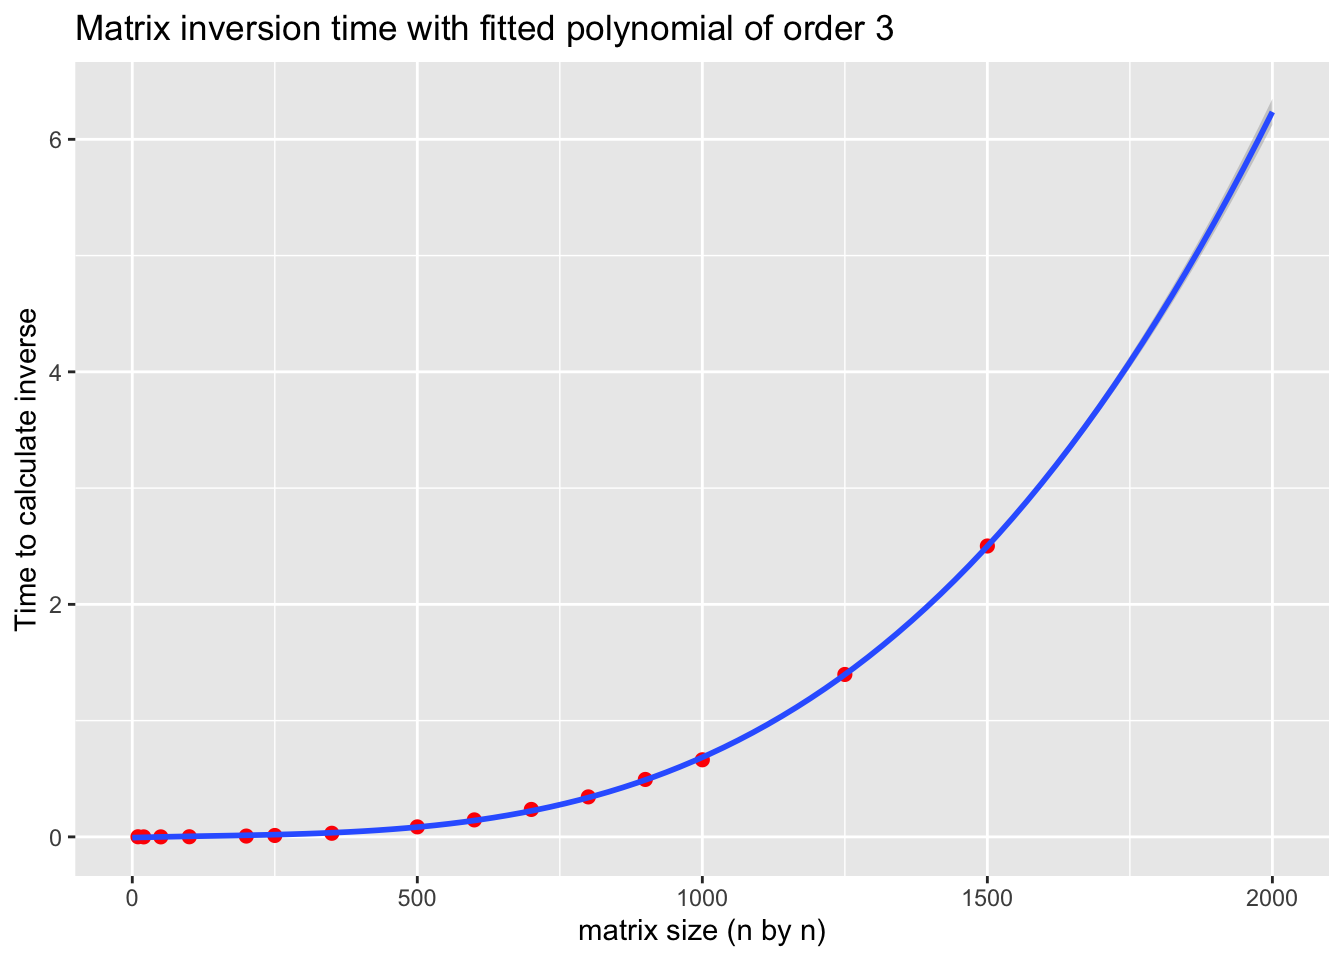 Matrix inversion time with fitted polynomial of order 3
Time to calculate inverse
6
4
2
0
0 500 1000 1500 2000
matrix size (n by n)